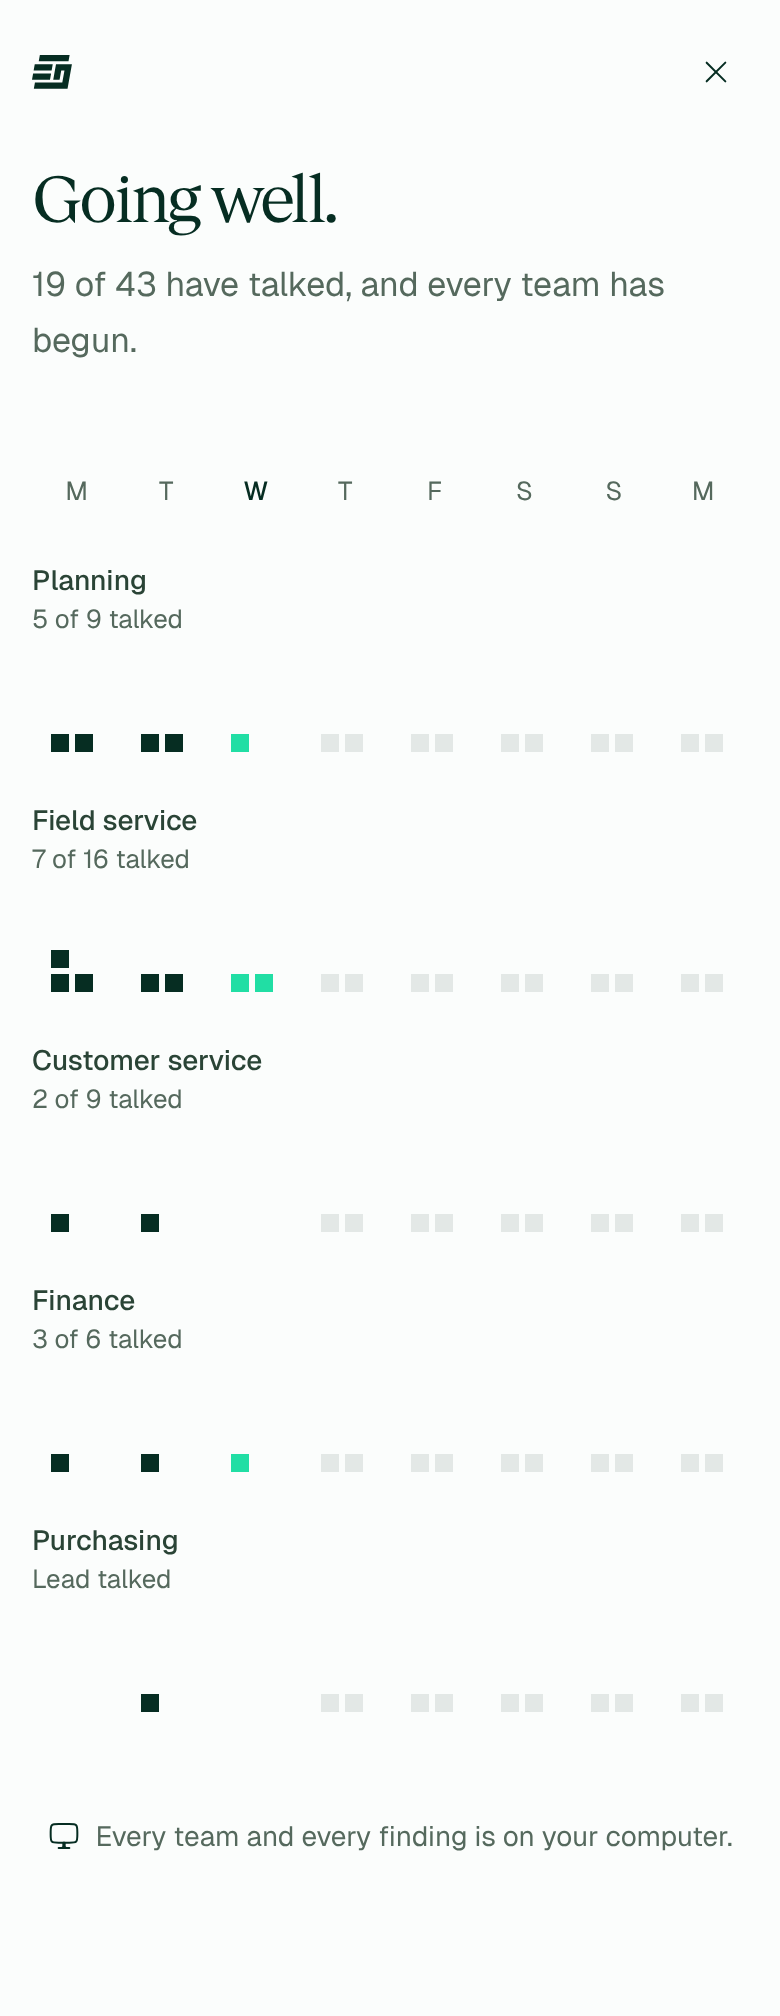 Going well.
19 of 43 have talked, and every team has
begun.
M T W T F S S M
Planning
5 of 9 talked
Field service
7 of 16 talked
Customer service
2 of 9 talked
Finance
3 of 6 talked
Purchasing
Lead talked
Every team and every finding is on your computer.